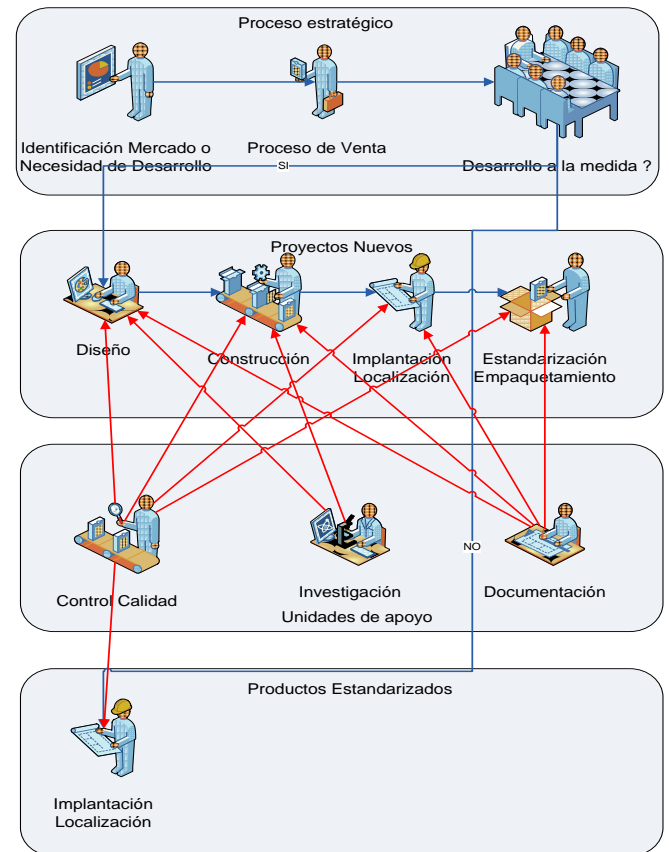 Proceso estratégico
Identificación Mercado o
Necesidad de Desarrollo
Proceso de Venta
Desarrollo a la medida ?
SI
Proyectos Nuevos
Diseño
Construcción
Implantación
Localización
Estandarización
Empaquetamiento
Control Calidad
Investigación
Documentación
NO
Unidades de apoyo
Productos Estandarizados
Implantación
Localización